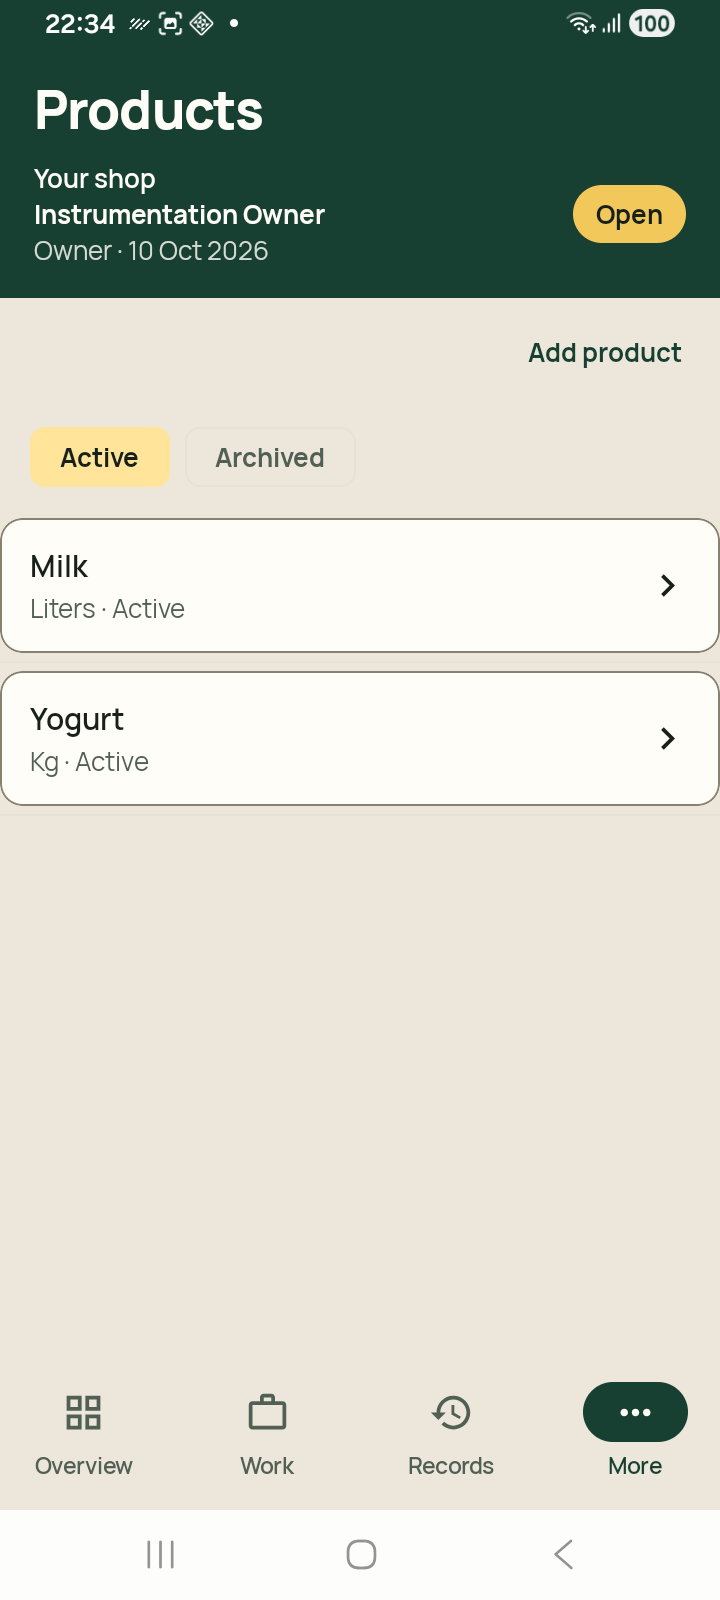 22:34
100
Products
Your shop
Instrumentation Owner
Owner · 10 Oct 2026
Open
Add product
Active
Archived
Milk
Liters · Active
Yogurt
Kg · Active
Overview
Work
Records
More